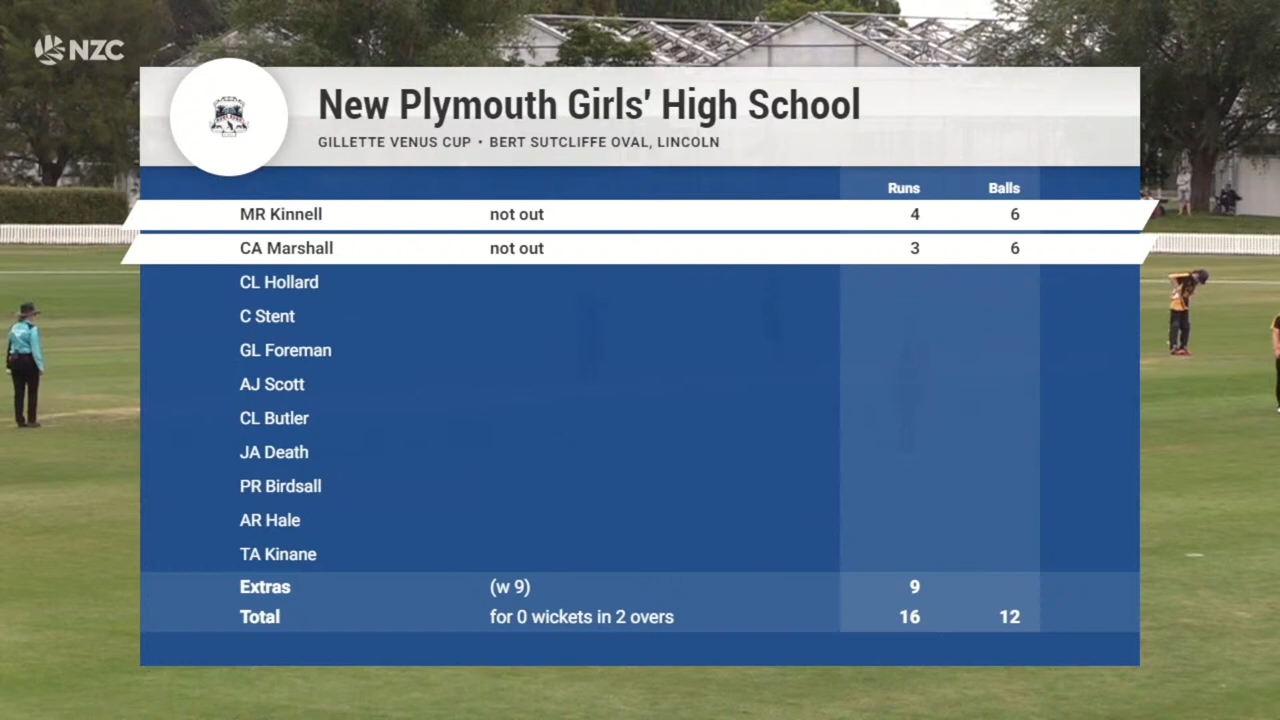 NZC
New Plymouth Girls' High School
GILLETTE VENUS CUP • BERT SUTCLIFFE OVAL, LINCOLN
Runs Balls
MR Kinnell not out 4 6
CA Marshall not out 3 6
CL Hollard
C Stent
GL Foreman
AJ Scott
CL Butler
JA Death
PR Birdsall
AR Hale
TA Kinane
Extras (w 9) 9
Total for 0 wickets in 2 overs 16 12